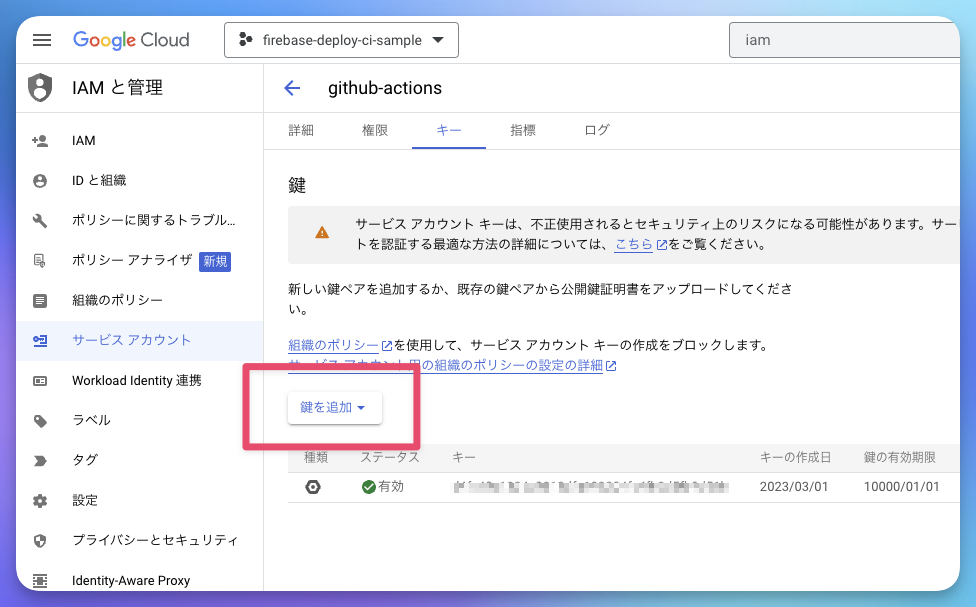 Google Cloud
firebase-deploy-ci-sample
iam
IAM と管理
github-actions
IAM
ID と組織
ポリシーに関するトラブル...
ポリシー アナライザ 新規
組織のポリシー
サービス アカウント
Workload Identity 連携
ラベル
タグ
設定
プライバシーとセキュリティ
Identity-Aware Proxy
詳細 権限 キー 指標 ログ
鍵
サービス アカウント キーは、不正使用されるとセキュリティ上のリスクになる可能性があります。サー
トを認証する最適な方法の詳細については、こちらをご覧ください。
新しい鍵ペアを追加するか、既存の鍵ペアから公開鍵証明書をアップロードしてくださ
い。
組織のポリシーを使用して、サービス アカウント キーの作成をブロックします。
サービス アカウント用の組織のポリシーの設定の詳細
鍵を追加
種類 ステータス キー キーの作成日 鍵の有効期限
有効 2023/03/01 10000/01/01